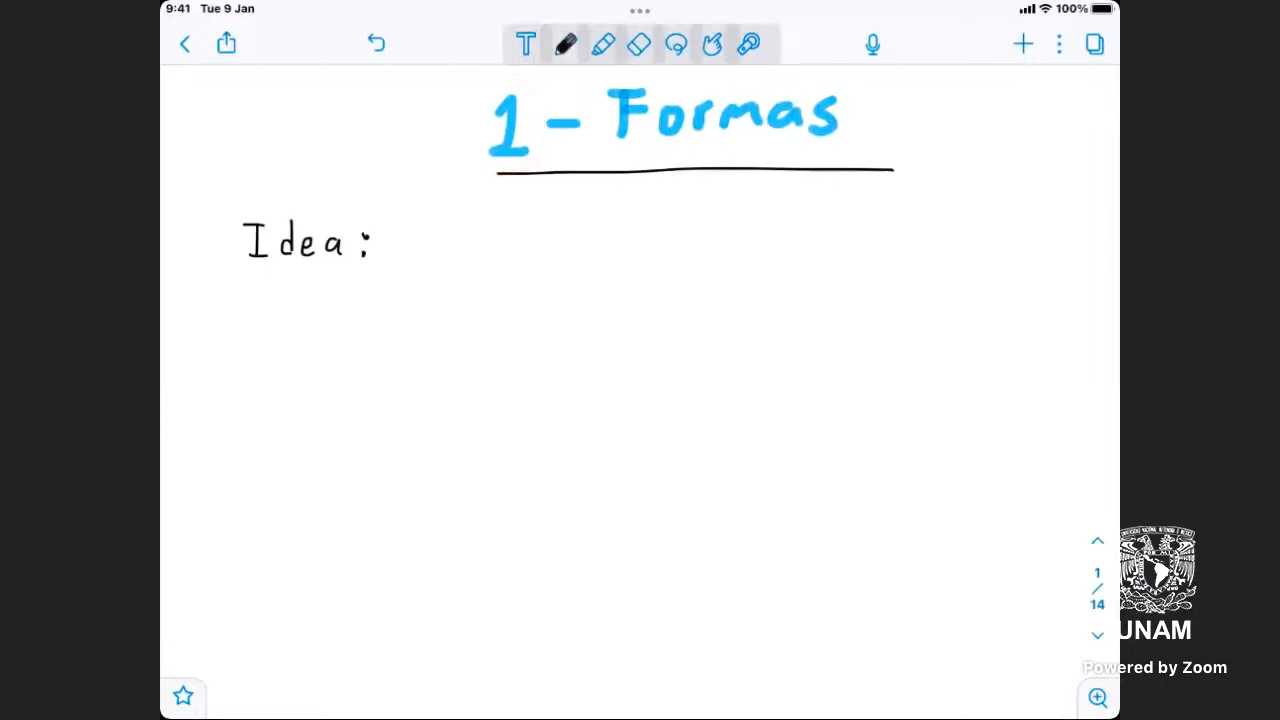 9:41 Tue 9 Jan
100%
T
1 - Formas
Idea:
1
/
14
UNAM
Powered by Zoom